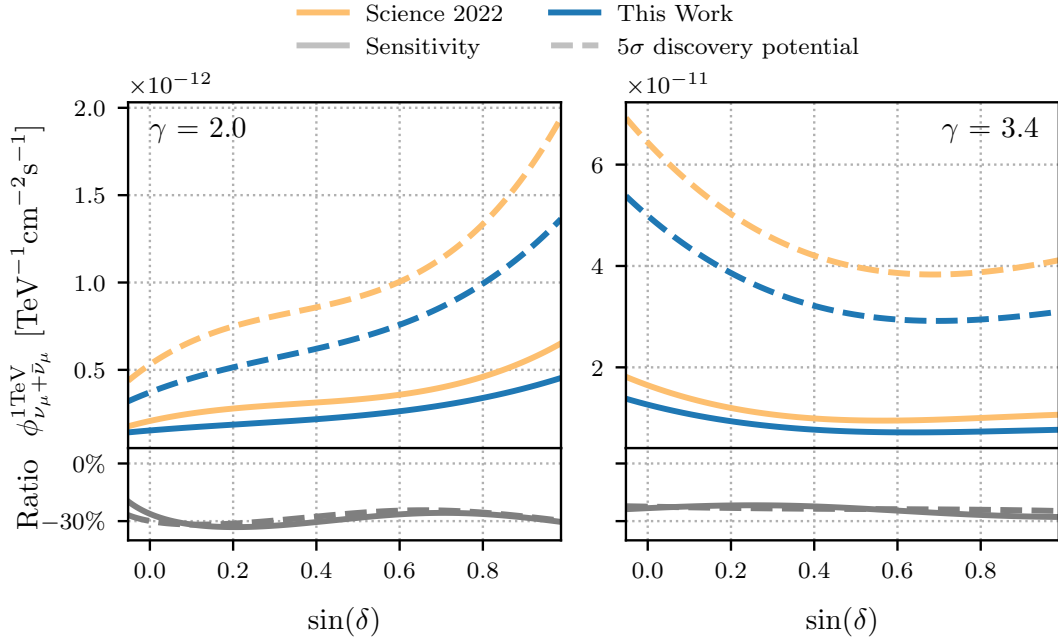 Science 2022 This Work
Sensitivity 5σ discovery potential
×10⁻¹² ×10⁻¹¹
γ = 2.0 γ = 3.4
2.0
1.5
1.0
0.5
6
4
2
ϕ¹ᵀᵉⱽ_{ν_μ+ν̄_μ} [TeV⁻¹cm⁻²s⁻¹]
Ratio
0%
−30%
0.0 0.2 0.4 0.6 0.8 0.0 0.2 0.4 0.6 0.8
sin(δ) sin(δ)